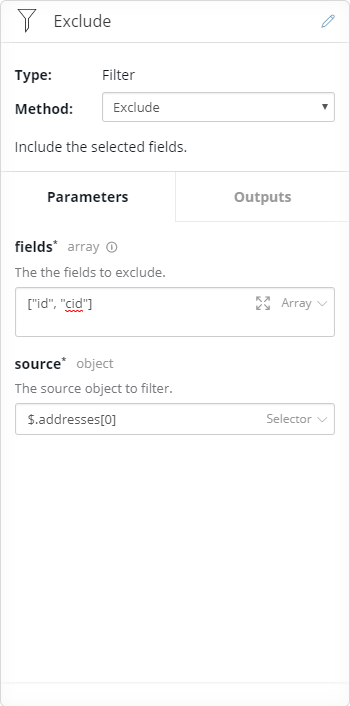 Exclude
Type: Filter
Method: Exclude
Include the selected fields.
Parameters Outputs
fields* array
The the fields to exclude.
["id", "cid"] Array
source* object
The source object to filter.
$.addresses[0] Selector